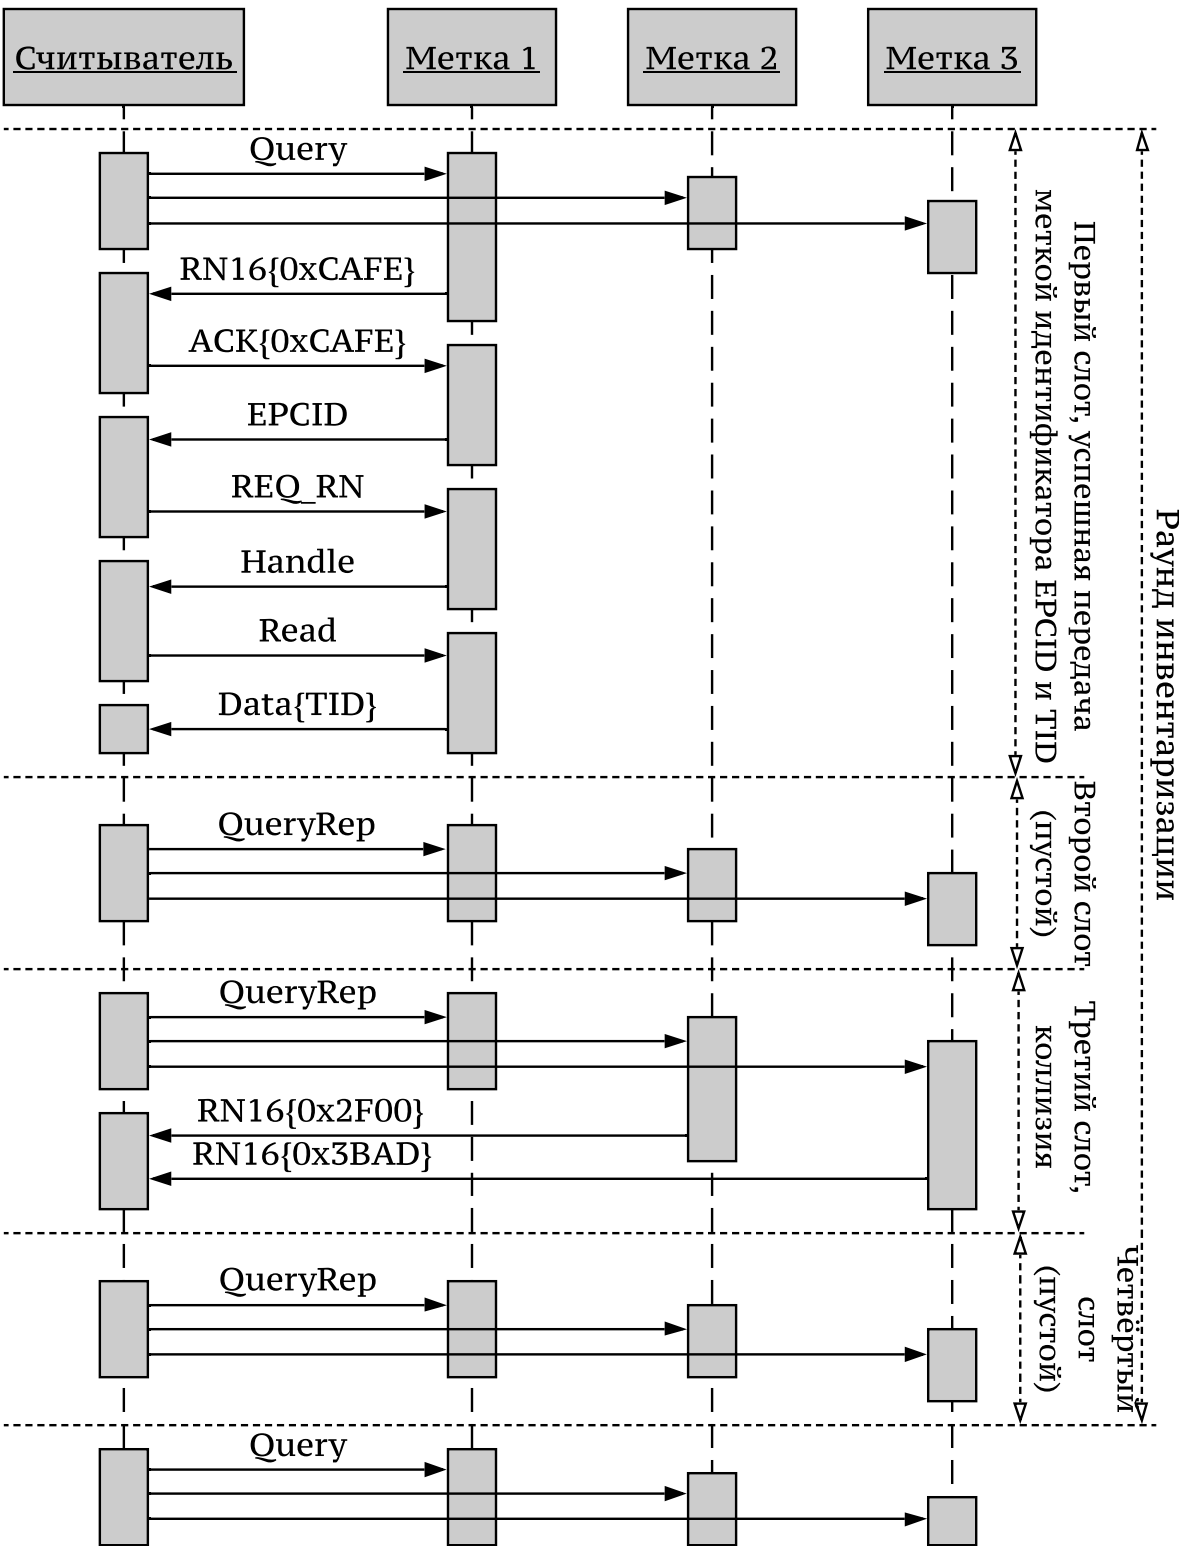 Считыватель
Метка 1
Метка 2
Метка 3
Query
RN16{0xCAFE}
ACK{0xCAFE}
EPCID
REQ_RN
Handle
Read
Data{TID}
Первый слот, успешная передача
меткой идентификатора EPCID и TID
Раунд инвентаризации
QueryRep
Второй слот
(пустой)
QueryRep
RN16{0x2F00}
RN16{0x3BAD}
Третий слот,
коллизия
QueryRep
Четвёртый
слот
(пустой)
Query